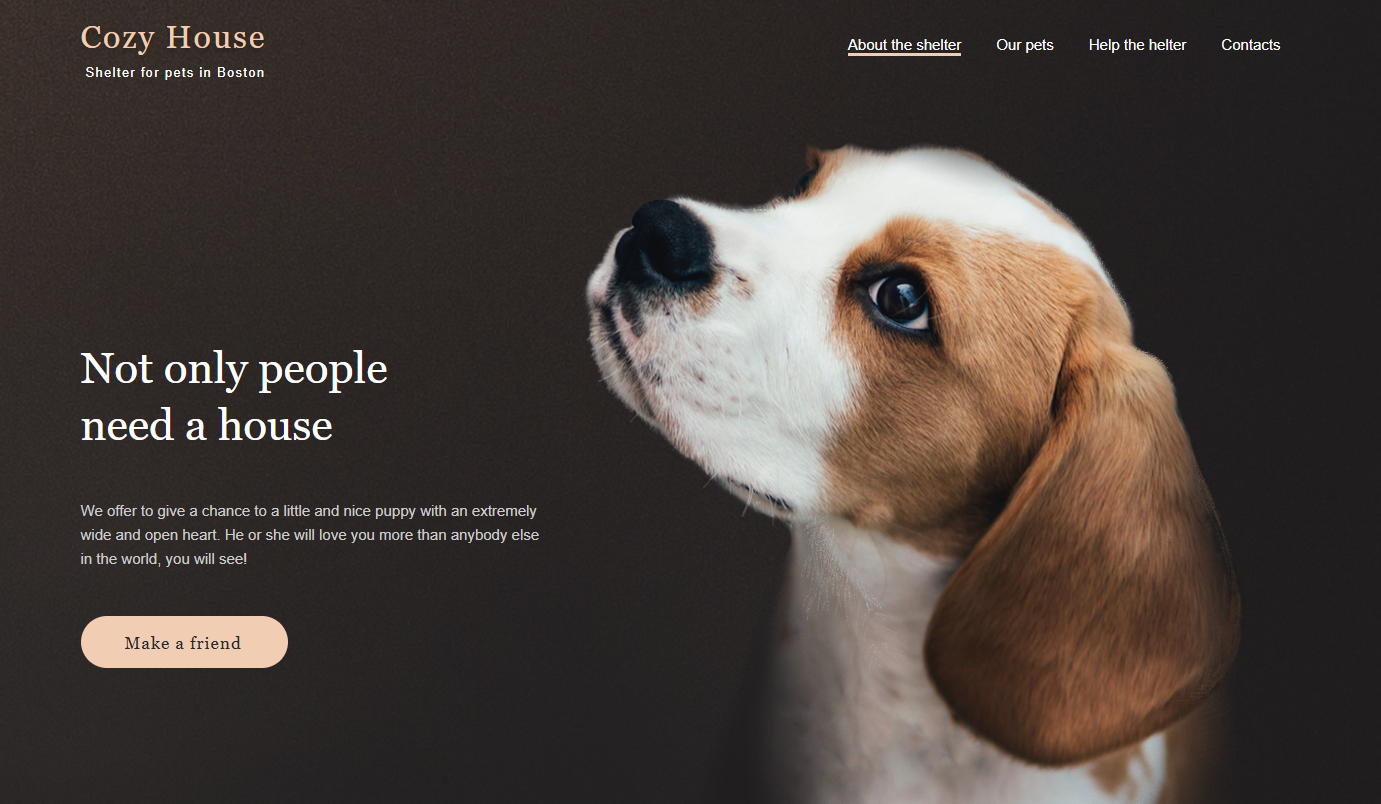 Cozy House
Shelter for pets in Boston
About the shelter
Our pets
Help the helter
Contacts
Not only people
need a house
We offer to give a chance to a little and nice puppy with an extremely
wide and open heart. He or she will love you more than anybody else
in the world, you will see!
Make a friend